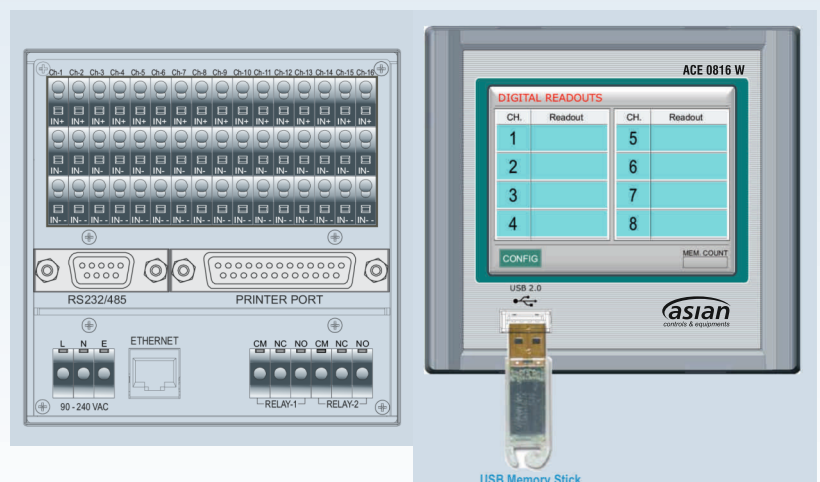 Ch-1 Ch-2 Ch-3 Ch-4 Ch-5 Ch-6 Ch-7 Ch-8 Ch-9 Ch-10 Ch-11 Ch-12 Ch-13 Ch-14 Ch-15 Ch-16
IN+ IN+ IN+ IN+ IN+ IN+ IN+ IN+ IN+ IN+ IN+ IN+ IN+ IN+ IN+ IN+
IN- IN- IN- IN- IN- IN- IN- IN- IN- IN- IN- IN- IN- IN- IN- IN-
IN- - IN- - IN- - IN- - IN- - IN- - IN- - IN- - IN- - IN- - IN- - IN- - IN- - IN- - IN- - IN- -
RS232/485 PRINTER PORT
L N E ETHERNET CM NC NO CM NC NO
90 - 240 VAC RELAY-1 RELAY-2
ACE 0816 W
DIGITAL READOUTS
CH. Readout CH. Readout
1 5
2 6
3 7
4 8
CONFIG MEM. COUNT
USB 2.0
asian
controls & equipments
USB Memory Stick